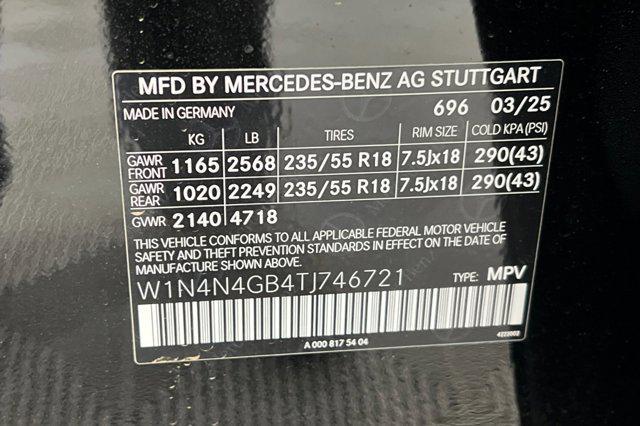 MFD BY MERCEDES-BENZ AG STUTTGART
MADE IN GERMANY 696 03/25
KG LB TIRES RIM SIZE COLD KPA (PSI)
GAWR FRONT 1165 2568 235/55 R18 7.5Jx18 290(43)
GAWR REAR 1020 2249 235/55 R18 7.5Jx18 290(43)
GVWR 2140 4718
THIS VEHICLE CONFORMS TO ALL APPLICABLE FEDERAL MOTOR VEHICLE
SAFETY AND THEFT PREVENTION STANDARDS IN EFFECT ON THE DATE OF
MANUFACTURE SHOWN ABOVE.
W1N4N4GB4TJ746721 TYPE: MPV
A 000 817 54 04 4222002